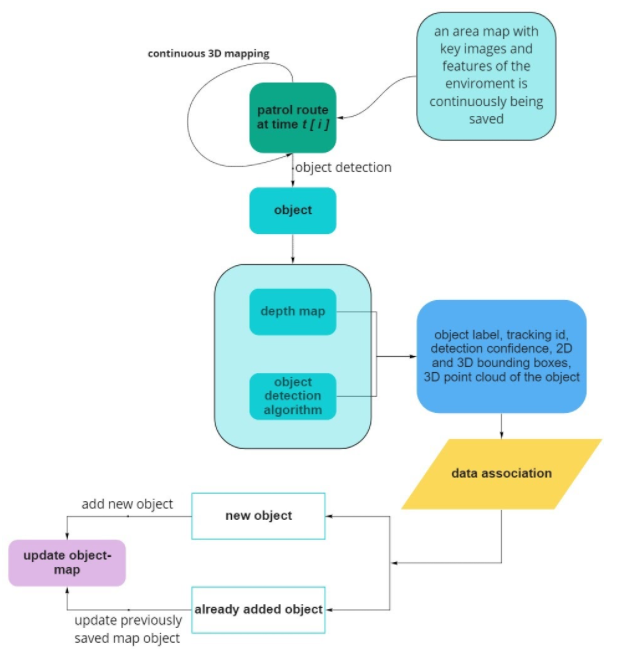 continuous 3D mapping
an area map with
key images and
features of the
enviroment is
continuously being
saved
patrol route
at time t [ i ]
object detection
object
depth map
object
detection
algorithm
object label, tracking id,
detection confidence, 2D
and 3D bounding boxes,
3D point cloud of the object
data association
add new object
new object
update object-
map
already added object
update previously
saved map object